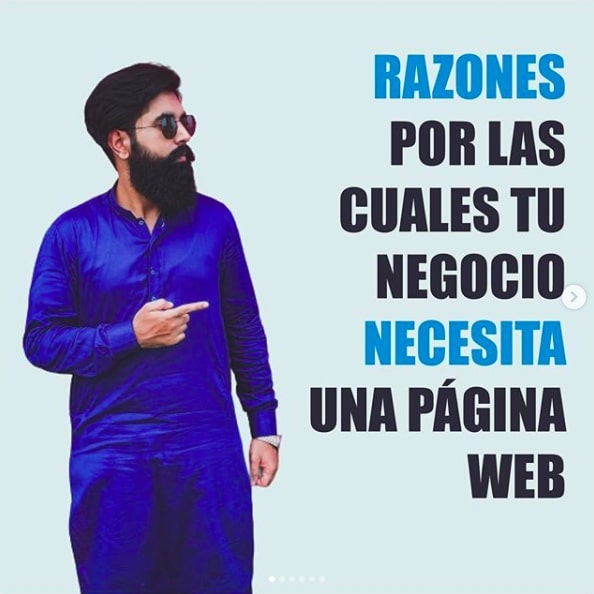 RAZONES
POR LAS
CUALES TU
NEGOCIO
NECESITA
UNA PÁGINA
WEB